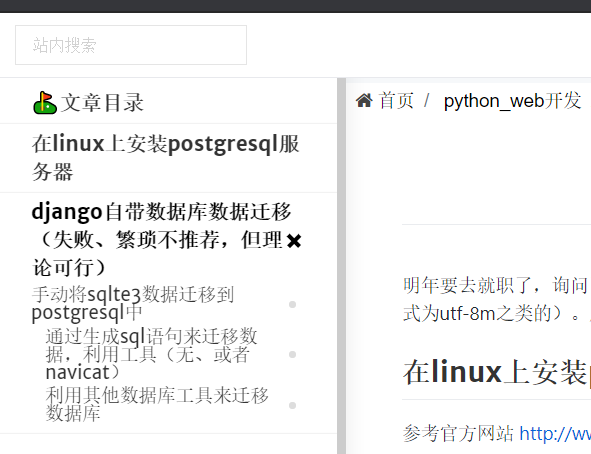 站内搜索
文章目录
在linux上安装postgresql服
务器
django自带数据库数据迁移
（失败、繁琐不推荐，但理
论可行）
手动将sqlte3数据迁移到
postgresql中
通过生成sql语句来迁移数
据，利用工具（无、或者
navicat）
利用其他数据库工具来迁移
数据库
首页 / python_web开发
明年要去就职了，询问
式为utf-8m之类的）。
在linux上安装
参考官方网站 http://w